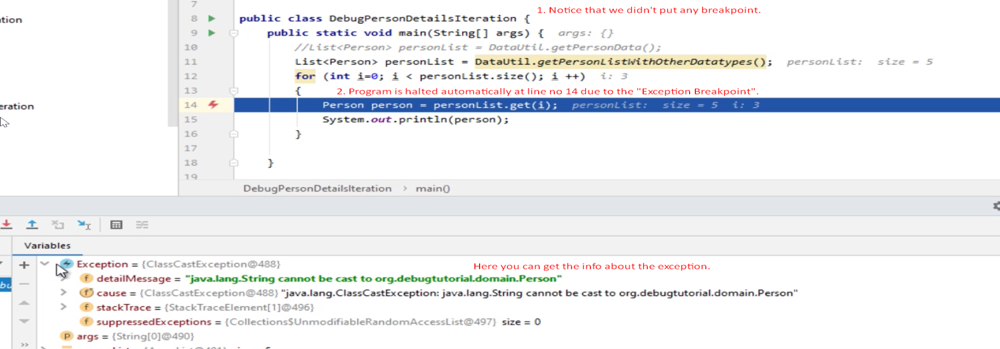 7
1. Notice that we didn't put any breakpoint.
ation
8 public class DebugPersonDetailsIteration {
9 public static void main(String[] args) { args: {}
10 //List<Person> personList = DataUtil.getPersonData();
11 List<Person> personList = DataUtil.getPersonListWithOtherDatatypes(); personList: size = 5
12 for (int i=0; i < personList.size(); i ++) i: 3
13 { 2. Program is halted automatically at line no 14 due to the "Exception Breakpoint".
eration
14 Person person = personList.get(i); personList: size = 5 i: 3
15 System.out.println(person);
16 }
17
18 }
19
DebugPersonDetailsIteration > main()
Variables
Exception = {ClassCastException@488}
Here you can get the info about the exception.
f detailMessage = "java.lang.String cannot be cast to org.debugtutorial.domain.Person"
f cause = {ClassCastException@488} "java.lang.ClassCastException: java.lang.String cannot be cast to org.debugtutorial.domain.Person"
f stackTrace = {StackTraceElement[1]@496}
f suppressedExceptions = {Collections$UnmodifiableRandomAccessList@497} size = 0
p args = {String[0]@490}